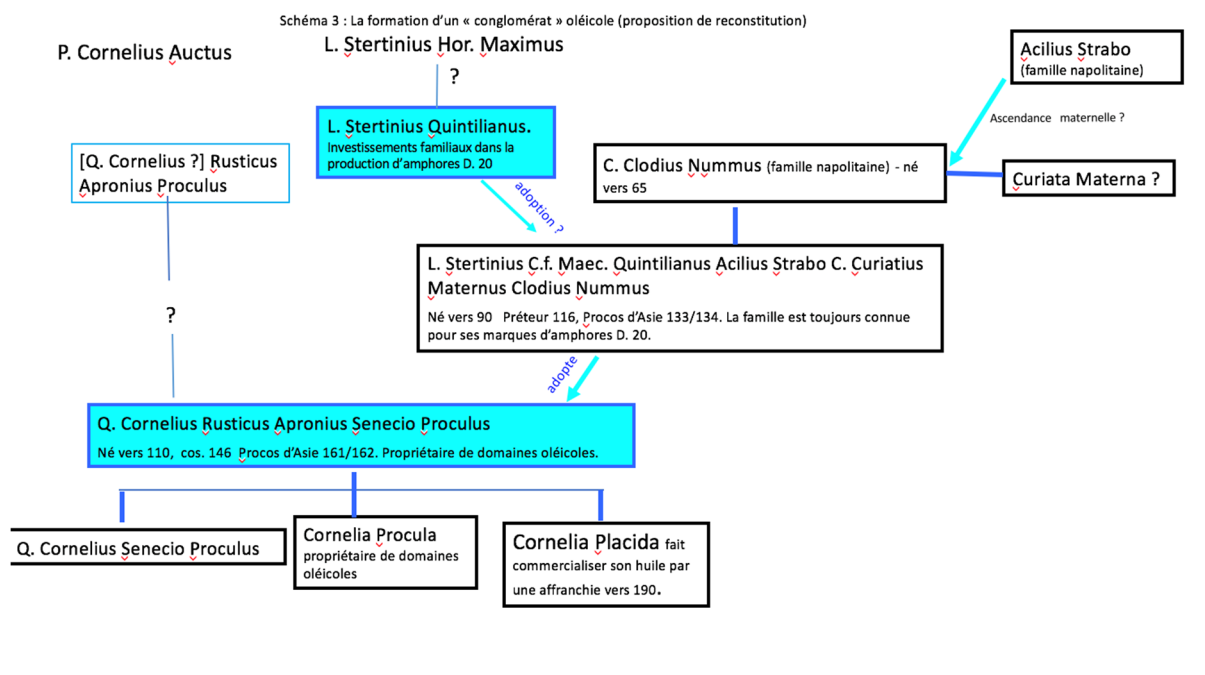 Schéma 3 : La formation d’un « conglomérat » oléicole (proposition de reconstitution)
P. Cornelius Auctus
L. Stertinius Hor. Maximus
?
Acilius Strabo
(famille napolitaine)
Ascendance maternelle ?
L. Stertinius Quintilianus.
Investissements familiaux dans la
production d’amphores D. 20
[Q. Cornelius ?] Rusticus
Apronius Proculus
C. Clodius Nummus (famille napolitaine) - né
vers 65
Curiata Materna ?
adoption ?
L. Stertinius C.f. Maec. Quintilianus Acilius Strabo C. Curiatius
Maternus Clodius Nummus
Né vers 90 Préteur 116, Procos d’Asie 133/134. La famille est toujours connue
pour ses marques d’amphores D. 20.
?
adopte
Q. Cornelius Rusticus Apronius Senecio Proculus
Né vers 110, cos. 146 Procos d’Asie 161/162. Propriétaire de domaines oléicoles.
Q. Cornelius Senecio Proculus
Cornelia Procula
propriétaire de domaines
oléicoles
Cornelia Placida fait
commercialiser son huile par
une affranchie vers 190.